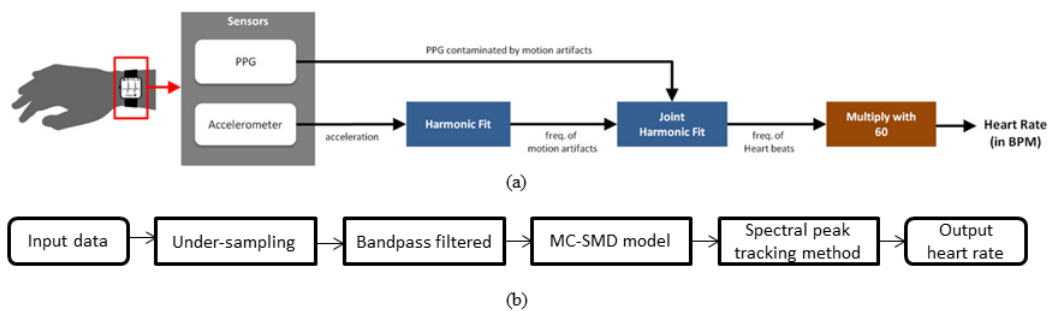 Sensors
PPG
PPG contaminated by motion artifacts
Accelerometer
acceleration
Harmonic Fit
freq. of
motion artifacts
Joint
Harmonic Fit
freq. of
Heart beats
Multiply with
60
Heart Rate
(in BPM)
(a)
Input data
Under-sampling
Bandpass filtered
MC-SMD model
Spectral peak
tracking method
Output
heart rate
(b)